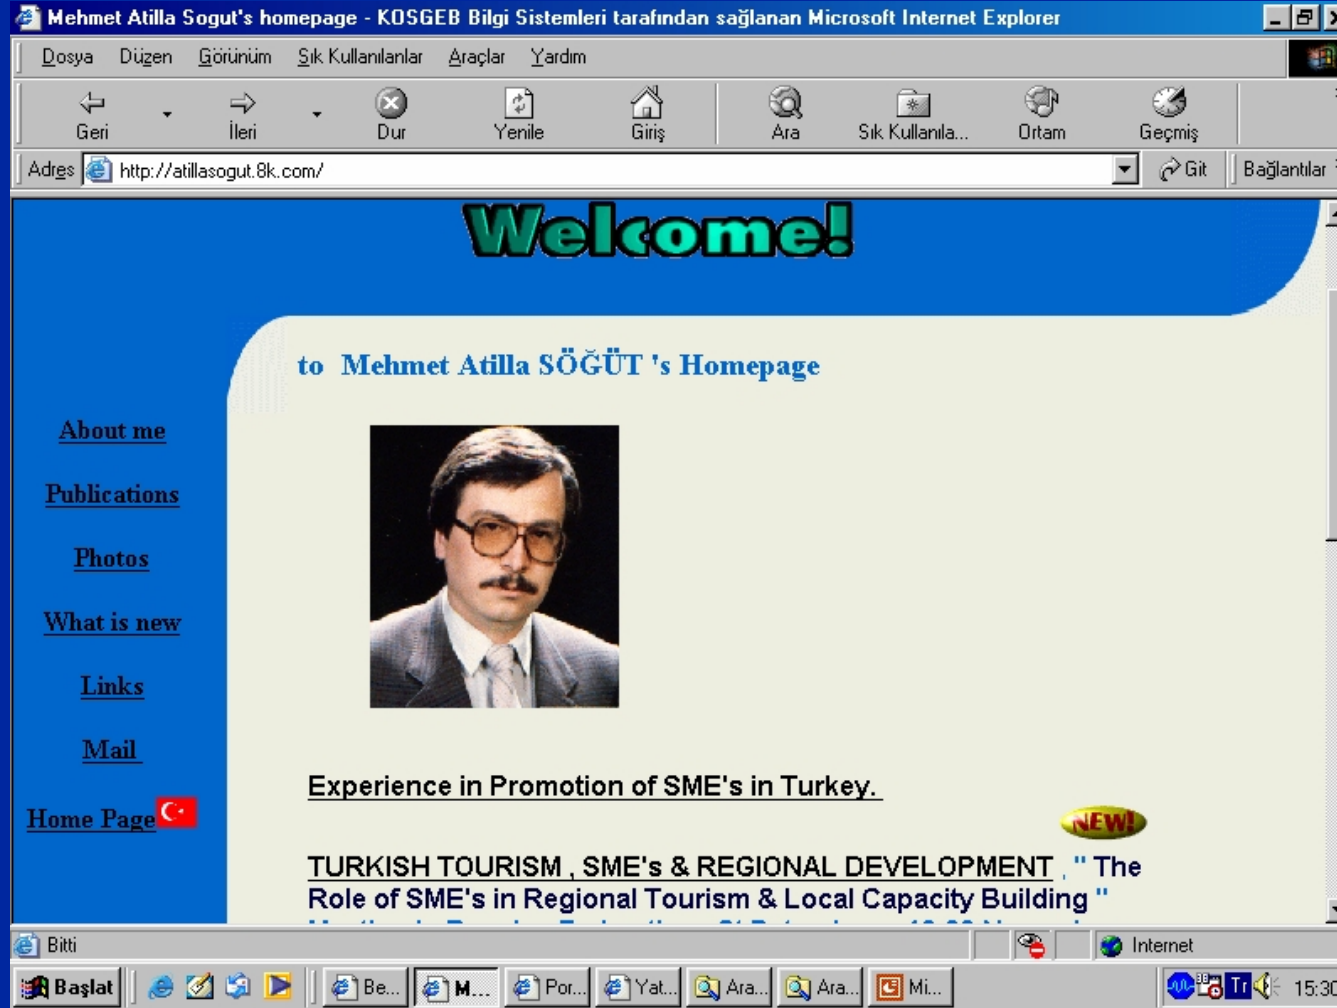 Mehmet Atilla Sogut's homepage - KOSGEB Bilgi Sistemleri tarafından sağlanan Microsoft Internet Explorer
Dosya Düzen Görünüm Sık Kullanılanlar Araçlar Yardım
Geri İleri Dur Yenile Giriş Ara Sık Kullanıla... Ortam Geçmiş
Adres http://atillasogut.8k.com/ Git Bağlantılar
Welcome!
to Mehmet Atilla SÖĞÜT 's Homepage
About me
Publications
Photos
What is new
Links
Mail
Home Page
Experience in Promotion of SME's in Turkey.
NEW!
TURKISH TOURISM , SME's & REGIONAL DEVELOPMENT , " The
Role of SME's in Regional Tourism & Local Capacity Building "
Bitti Internet
Başlat Be... M... Por... Yat... Ara... Ara... Mi... Tr 15:30